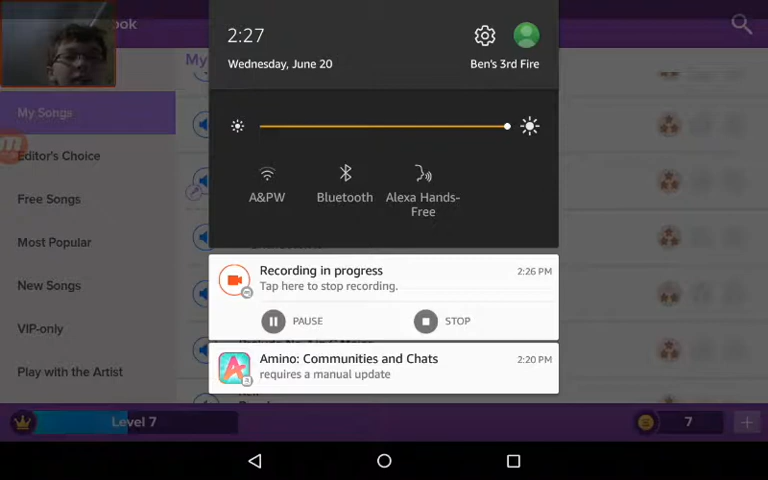 ook
2:27
Wednesday, June 20
Ben's 3rd Fire
My
My Songs
Editor's Choice
Free Songs
Most Popular
New Songs
VIP-only
Play with the Artist
A&PW
Bluetooth
Alexa Hands-
Free
Recording in progress
2:26 PM
Tap here to stop recording.
PAUSE
STOP
Amino: Communities and Chats
2:20 PM
requires a manual update
Level 7
7